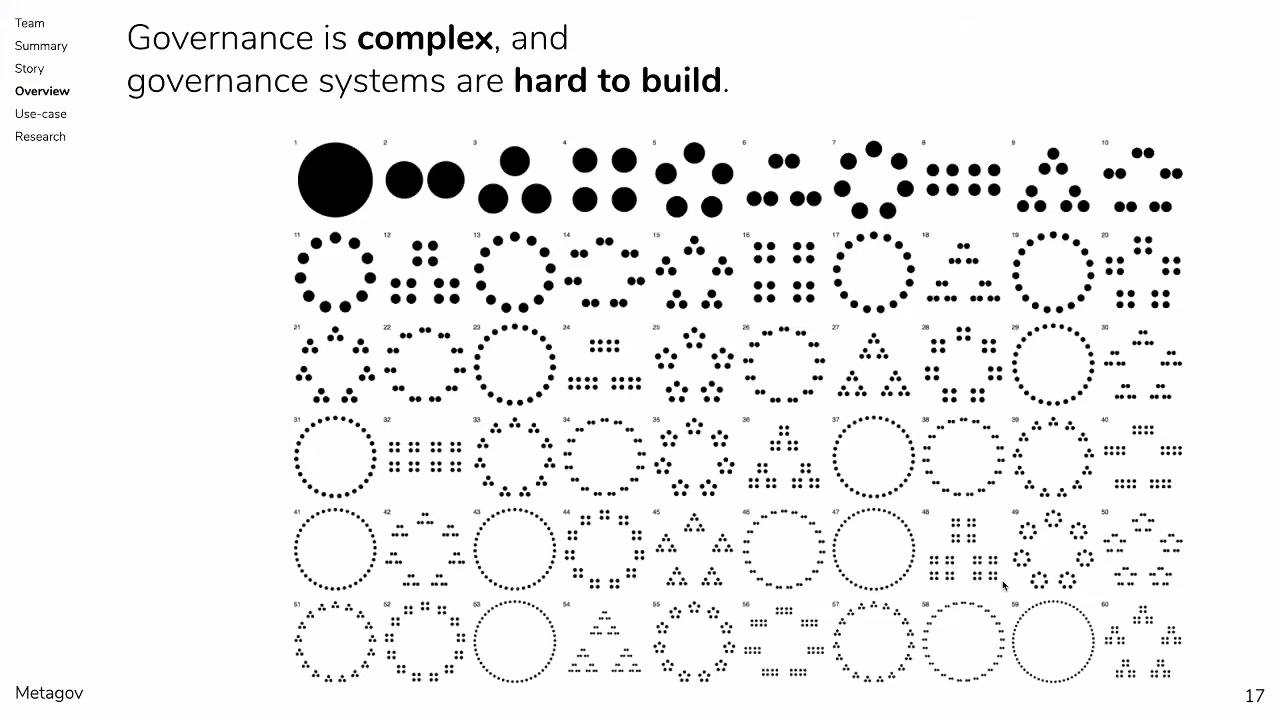 Team
Summary
Story
Overview
Use-case
Research
Governance is complex, and
governance systems are hard to build.
1 2 3 4 5 6 7 8 9 10
11 12 13 14 15 16 17 18 19 20
21 22 23 24 25 26 27 28 29 30
31 32 33 34 35 36 37 38 39 40
41 42 43 44 45 46 47 48 49 50
51 52 53 54 55 56 57 58 59 60
Metagov
17